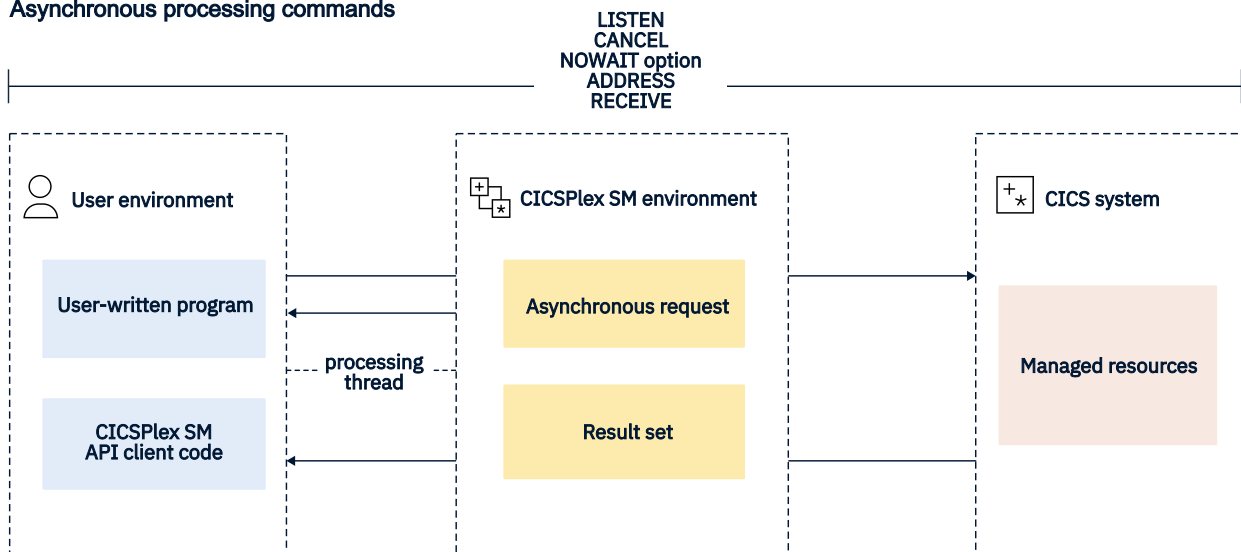 Asynchronous processing commands
LISTEN
CANCEL
NOWAIT option
ADDRESS
RECEIVE
User environment
CICSPlex SM environment
CICS system
User-written program
Asynchronous request
processing
thread
Managed resources
CICSPlex SM
API client code
Result set